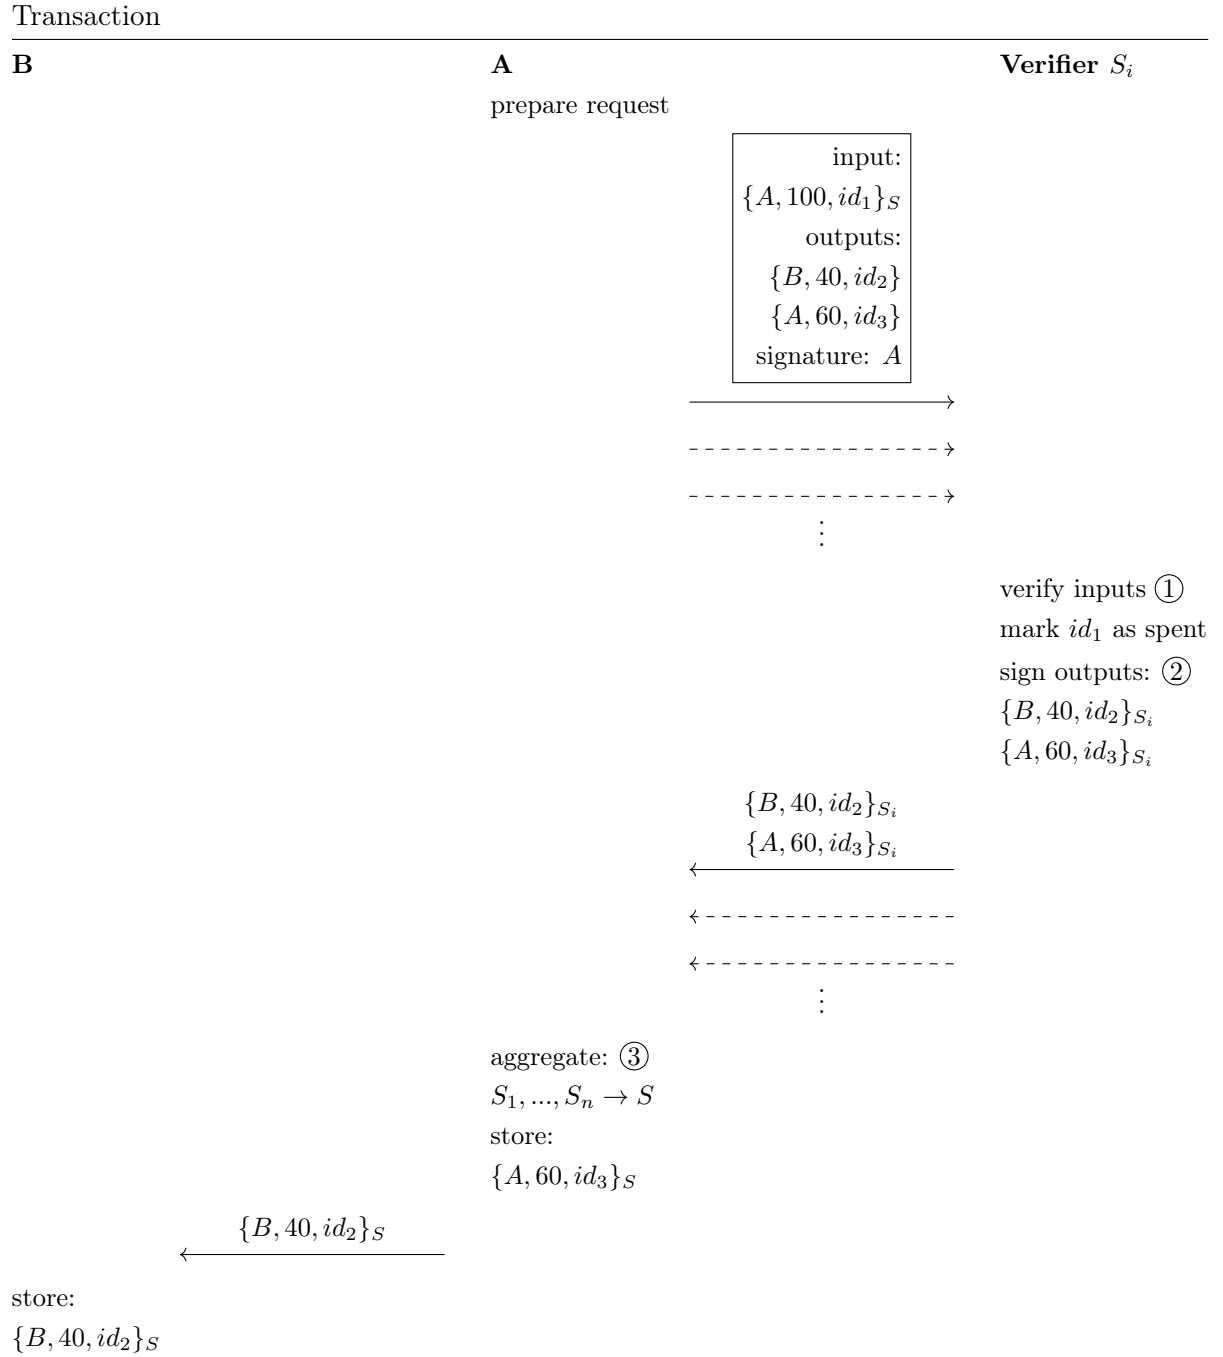 Transaction
B A Verifier $S_i$
prepare request
input:
$\{A, 100, id_1\}_S$
outputs:
$\{B, 40, id_2\}$
$\{A, 60, id_3\}$
signature: $A$
⋮
verify inputs ①
mark $id_1$ as spent
sign outputs: ②
$\{B, 40, id_2\}_{S_i}$
$\{A, 60, id_3\}_{S_i}$
$\{B, 40, id_2\}_{S_i}$
$\{A, 60, id_3\}_{S_i}$
⋮
aggregate: ③
$S_1, ..., S_n \to S$
store:
$\{A, 60, id_3\}_S$
$\{B, 40, id_2\}_S$
store:
$\{B, 40, id_2\}_S$